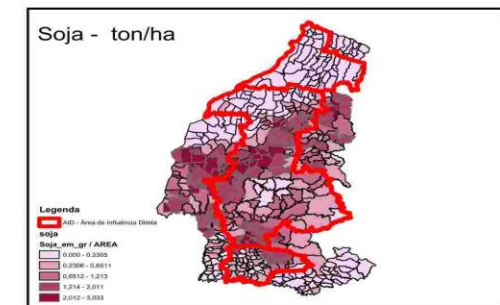 Soja - ton/ha
Legenda
AID - Área de Influência Direta
soja
Soja_em_gr / AREA
0.000 - 0.2305
0.2306 - 0.6511
0.6512 - 1.213
1.214 - 2.011
2.012 - 3.033